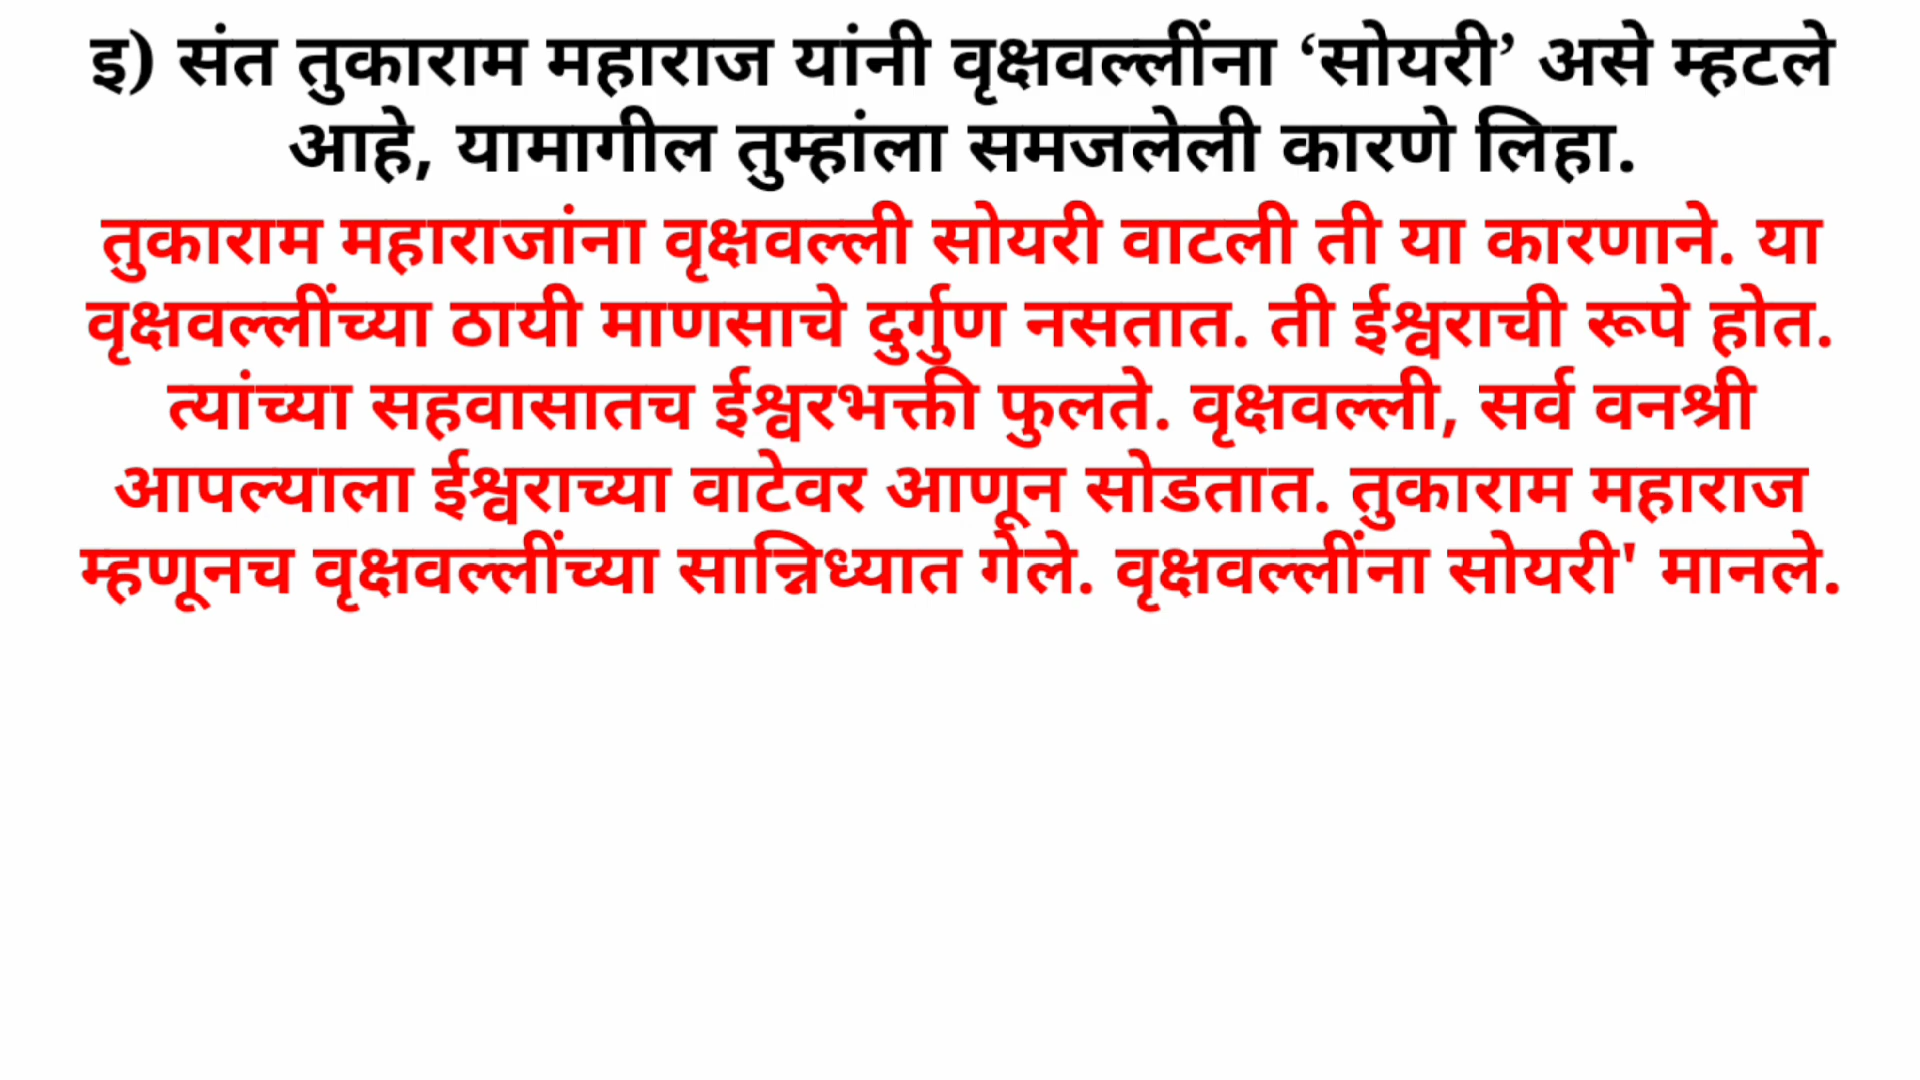 इ) संत तुकाराम महाराज यांनी वृक्षवल्लींना ‘सोयरी’ असे म्हटले
आहे, यामागील तुम्हांला समजलेली कारणे लिहा.
तुकाराम महाराजांना वृक्षवल्ली सोयरी वाटली ती या कारणाने. या
वृक्षवल्लींच्या ठायी माणसाचे दुर्गुण नसतात. ती ईश्वराची रूपे होत.
त्यांच्या सहवासातच ईश्वरभक्ती फुलते. वृक्षवल्ली, सर्व वनश्री
आपल्याला ईश्वराच्या वाटेवर आणून सोडतात. तुकाराम महाराज
म्हणूनच वृक्षवल्लींच्या सान्निध्यात गेले. वृक्षवल्लींना सोयरी' मानले.